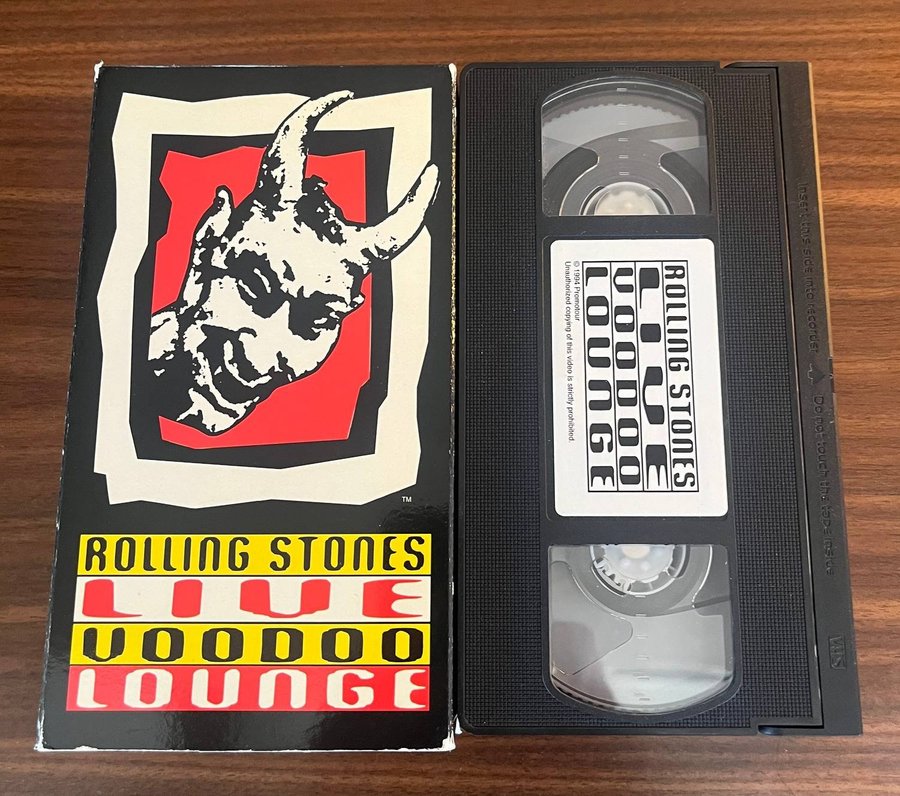 TM
ROLLING STONES
LIVE
VOODOO
LOUNGE
ROLLING STONES
LIVE
VOODOO
LOUNGE
© 1994 Promotour
Unauthorized copying of this video is strictly prohibited.
Insert this side into recorder
Do not touch the tape inside
VHS